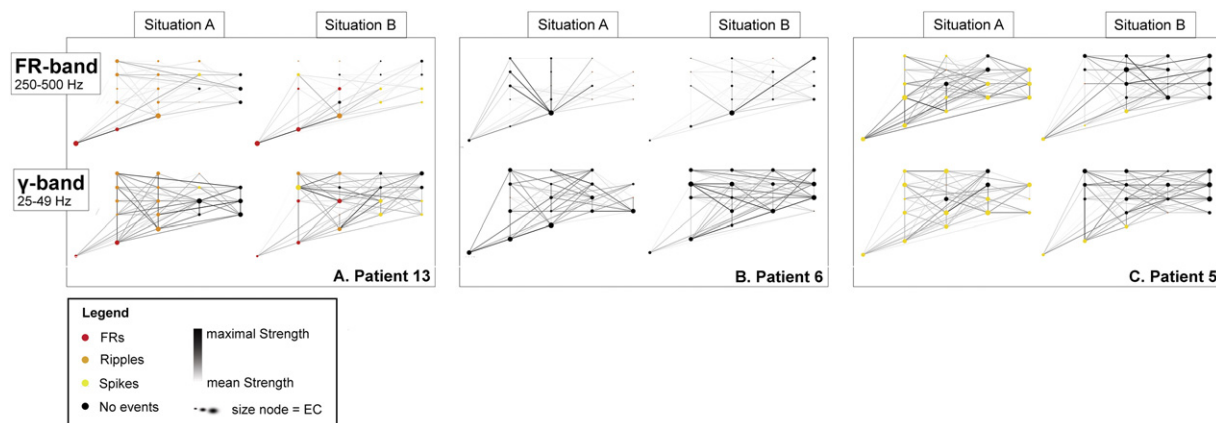 Situation A
Situation B
Situation A
Situation B
Situation A
Situation B
FR-band
250-500 Hz
γ-band
25-49 Hz
A. Patient 13
B. Patient 6
C. Patient 5
Legend
FRs
Ripples
Spikes
No events
maximal Strength
mean Strength
size node = EC